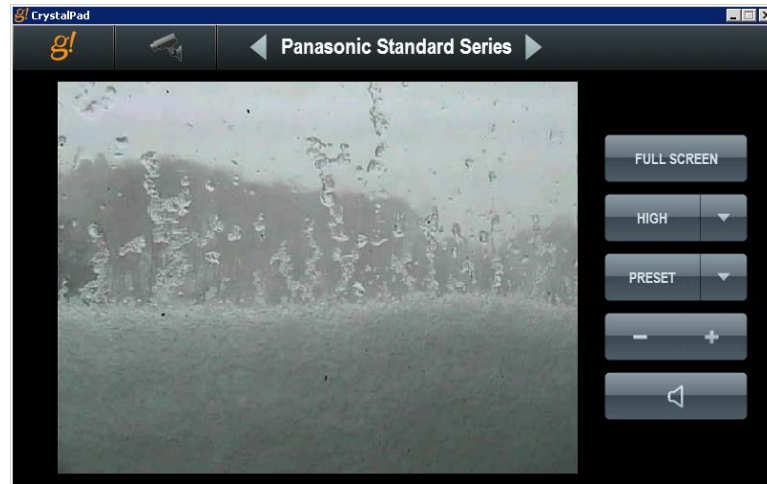 g! CrystalPad
g!
Panasonic Standard Series
FULL SCREEN
HIGH
PRESET